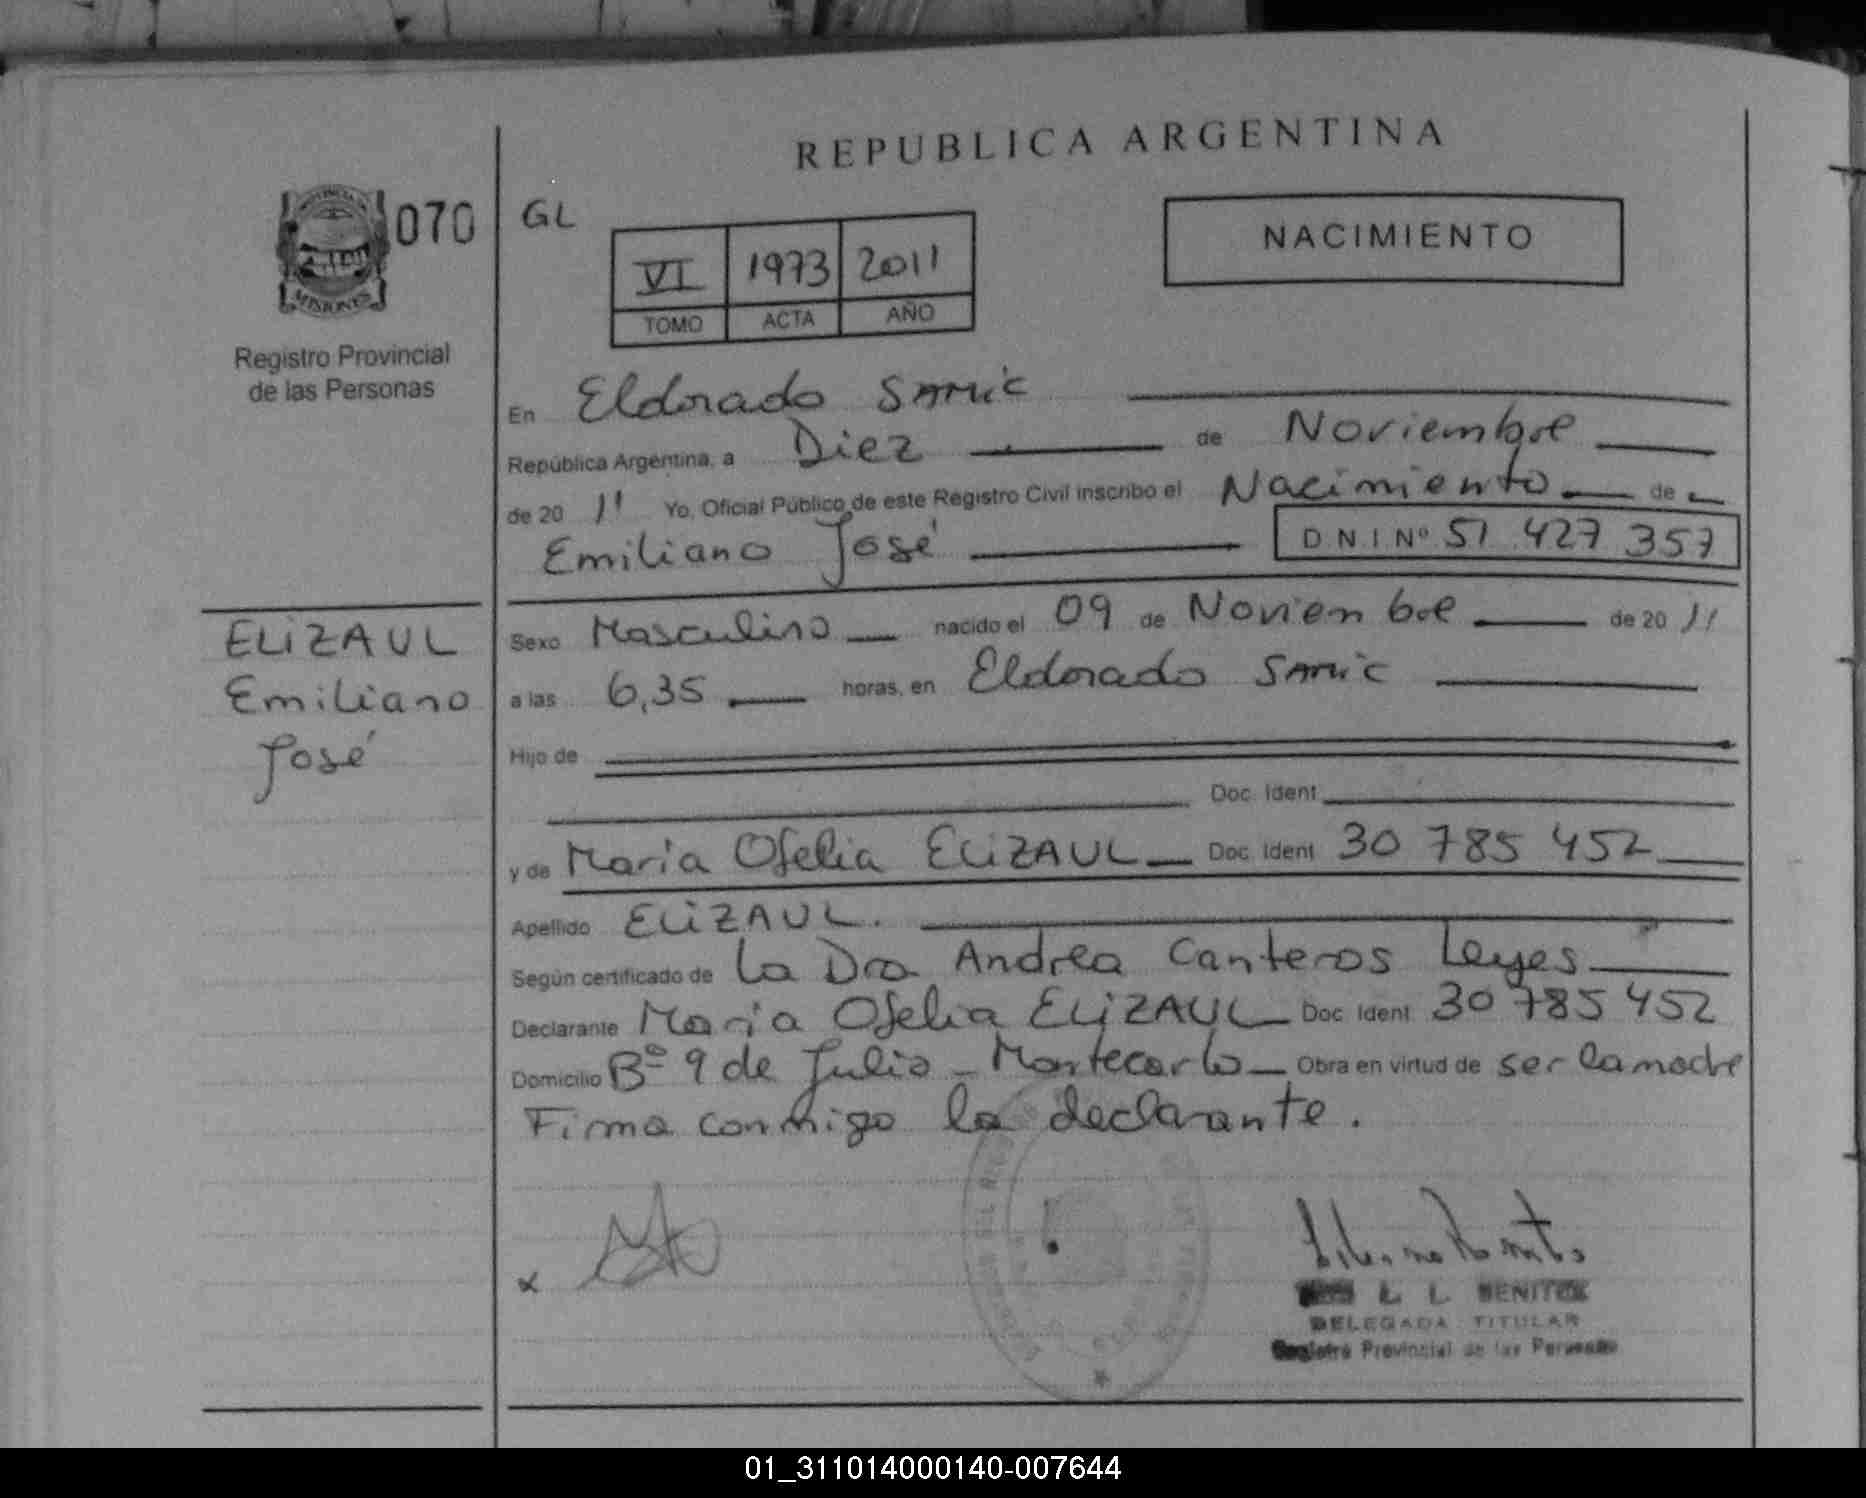 REPUBLICA ARGENTINA
PROVINCIA DE
MISIONES
070
GL
VI 1973 2011
TOMO ACTA AÑO
NACIMIENTO
Registro Provincial
de las Personas
En Eldorado SAMIC
República Argentina, a Diez de Noviembre
de 20 11 Yo, Oficial Público de este Registro Civil inscribo el Nacimiento de
Emiliano José D.N.I Nº 51 427 357
ELIZAUL
Emiliano
José
Sexo Masculino nacido el 09 de Noviembre de 20 11
a las 6,35 horas, en Eldorado SAMIC
Hijo de
Doc. Ident
y de Maria Ofelia ELIZAUL Doc. Ident 30 785 452
Apellido ELIZAUL.
Según certificado de La Dra Andrea Canteros Leyes
Declarante Maria Ofelia ELIZAUL Doc. Ident 30 785 452
Domicilio Bº 9 de Julio - Montecarlo Obra en virtud de ser la madre
Firma conmigo la declarante.
x
L. L. BENITEZ
DELEGADA TITULAR
Registro Provincial de las Personas
01_311014000140-007644